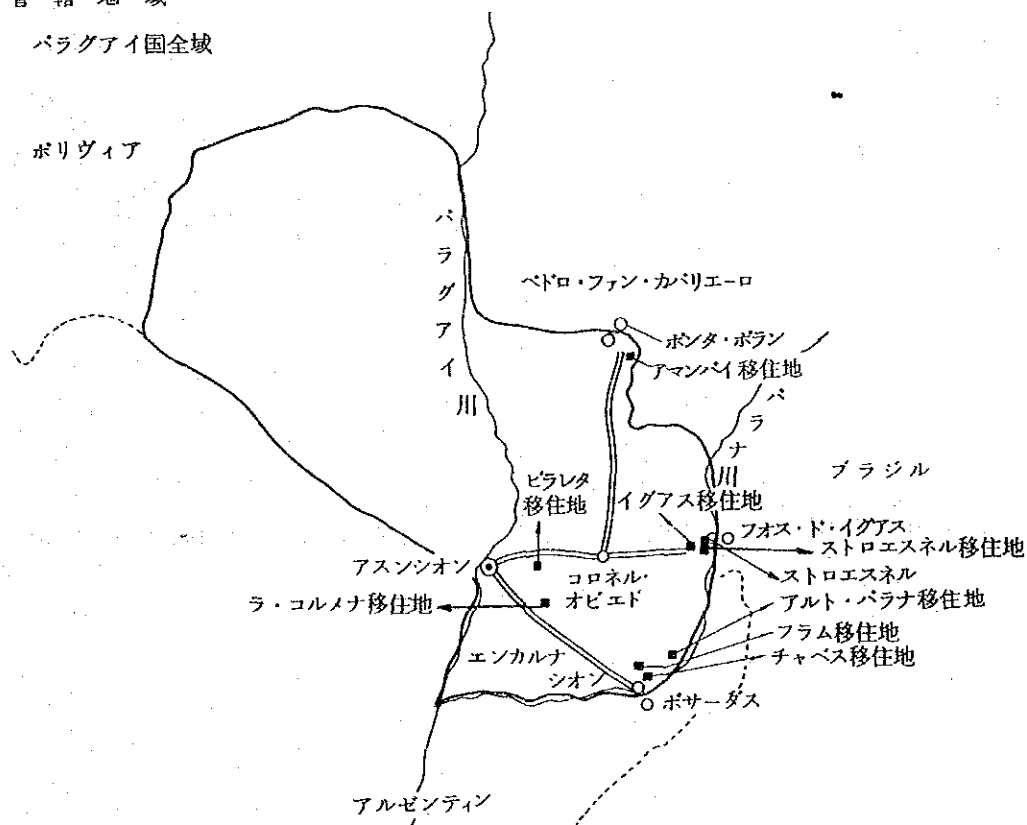 管轄地域
パラグアイ国全域
ボリヴィア
パラグアイ川
ペドロ・ファン・カバリエーロ
ポンタ・ポラン
アマンバイ移住地
パラナ川
ブラジル
ピラレタ
移住地
イグアス移住地
フォス・ド・イグアス
ストロエスネル移住地
アスンシオン
コロネル・
オビエド
ストロエスネル
ラ・コルメナ移住地
アルト・パラナ移住地
フラム移住地
エンカルナ
シオン
チャベス移住地
ポサーダス
アルゼンティン